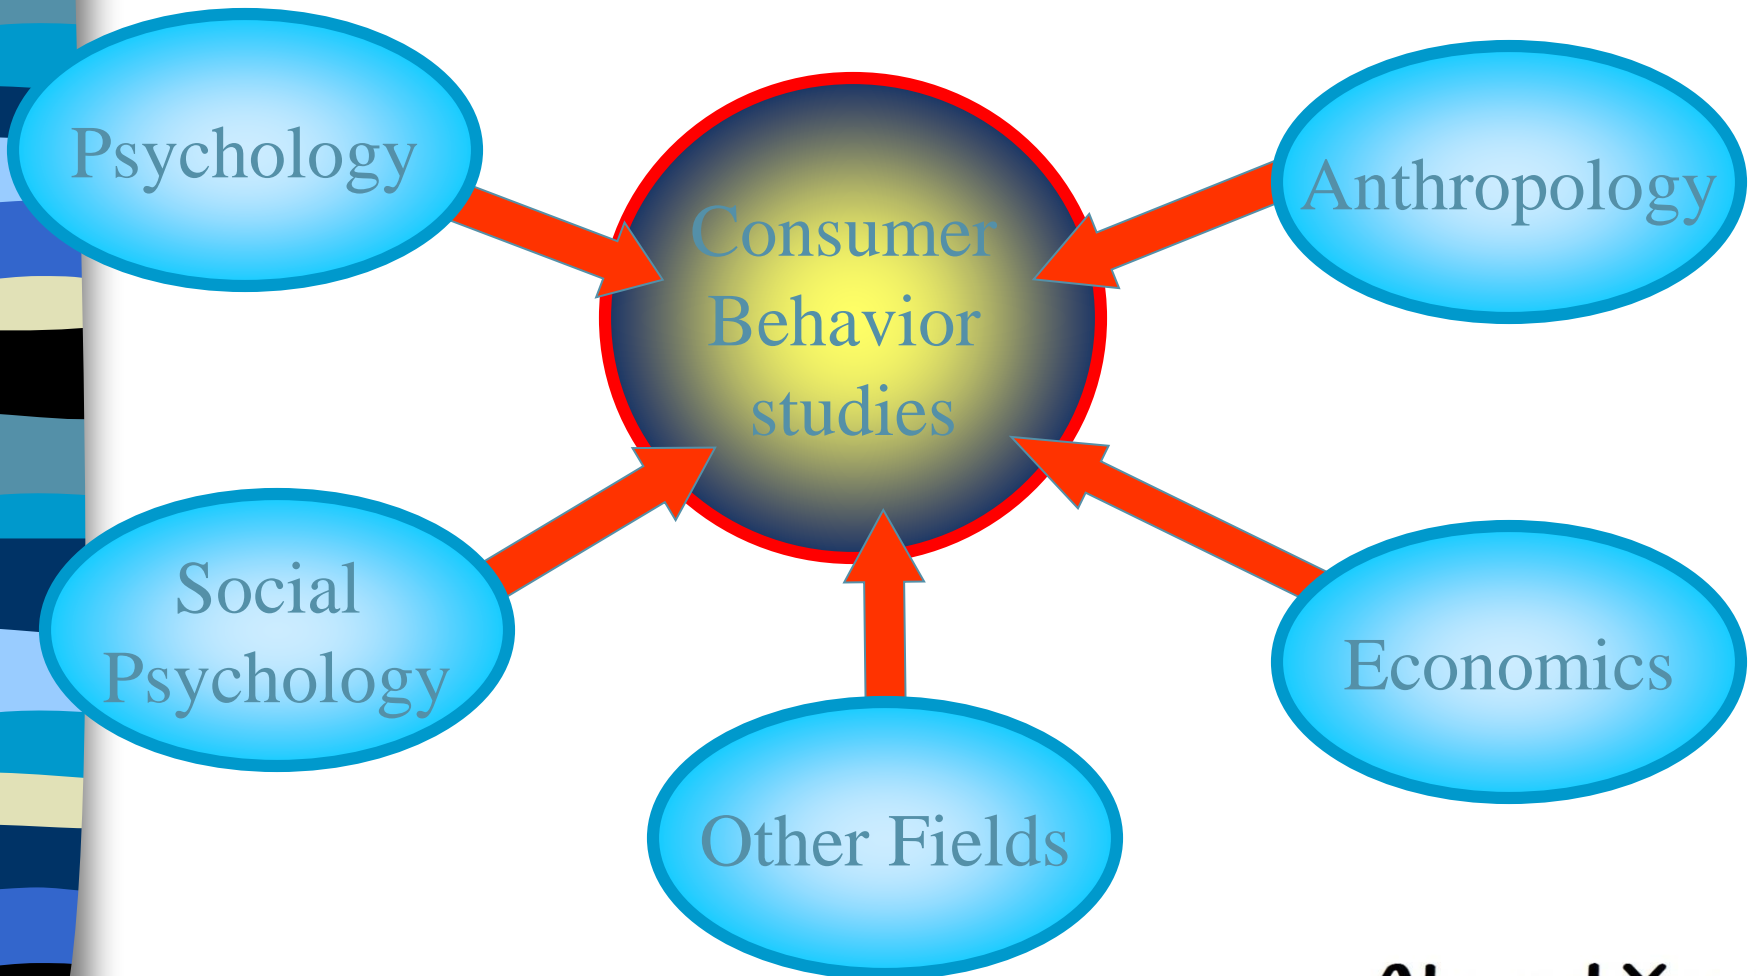 Psychology
Anthropology
Consumer
Behavior
studies
Social
Psychology
Economics
Other Fields